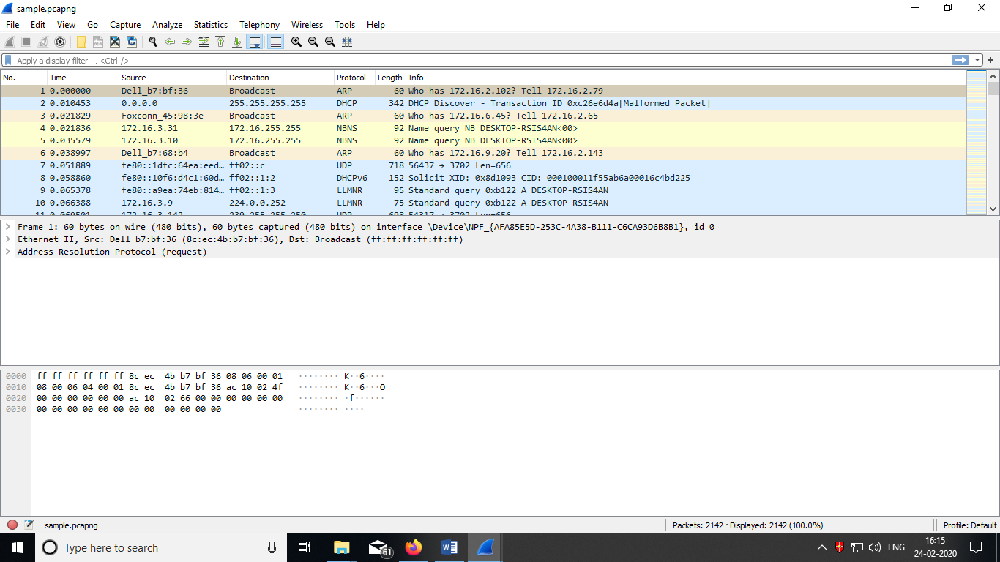 sample.pcapng
File Edit View Go Capture Analyze Statistics Telephony Wireless Tools Help
Apply a display filter ... <Ctrl-/>
No. Time Source Destination Protocol Length Info
1 0.000000 Dell_b7:bf:36 Broadcast ARP 60 Who has 172.16.2.102? Tell 172.16.2.79
2 0.010453 0.0.0.0 255.255.255.255 DHCP 342 DHCP Discover - Transaction ID 0xc26e6d4a[Malformed Packet]
3 0.021829 Foxconn_45:98:3e Broadcast ARP 60 Who has 172.16.6.45? Tell 172.16.2.65
4 0.021836 172.16.3.31 172.16.255.255 NBNS 92 Name query NB DESKTOP-RSIS4AN<00>
5 0.035579 172.16.3.10 172.16.255.255 NBNS 92 Name query NB DESKTOP-RSIS4AN<00>
6 0.038997 Dell_b7:68:b4 Broadcast ARP 60 Who has 172.16.9.20? Tell 172.16.2.143
7 0.051889 fe80::1dfc:64ea:eed… ff02::c UDP 718 56437 → 3702 Len=656
8 0.058860 fe80::10f6:d4c1:60d… ff02::1:2 DHCPv6 152 Solicit XID: 0x8d1093 CID: 000100011f55ab6a00016c4bd225
9 0.065378 fe80::a9ea:74eb:814… ff02::1:3 LLMNR 95 Standard query 0xb122 A DESKTOP-RSIS4AN
10 0.066388 172.16.3.9 224.0.0.252 LLMNR 75 Standard query 0xb122 A DESKTOP-RSIS4AN
11 0.069501 172.16.3.142 239.255.255.250 UDP 698 54317 → 3702 Len=656
Frame 1: 60 bytes on wire (480 bits), 60 bytes captured (480 bits) on interface \Device\NPF_{AFA85E5D-253C-4A38-B111-C6CA93D6B8B1}, id 0
Ethernet II, Src: Dell_b7:bf:36 (8c:ec:4b:b7:bf:36), Dst: Broadcast (ff:ff:ff:ff:ff:ff)
Address Resolution Protocol (request)
0000 ff ff ff ff ff ff 8c ec 4b b7 bf 36 08 06 00 01 ········ K··6····
0010 08 00 06 04 00 01 8c ec 4b b7 bf 36 ac 10 02 4f ········ K··6···O
0020 00 00 00 00 00 00 ac 10 02 66 00 00 00 00 00 00 ········ ·f······
0030 00 00 00 00 00 00 00 00 00 00 00 00 ········ ····
sample.pcapng
Packets: 2142 · Displayed: 2142 (100.0%)
Profile: Default
Type here to search
61
W
ENG
16:15
24-02-2020